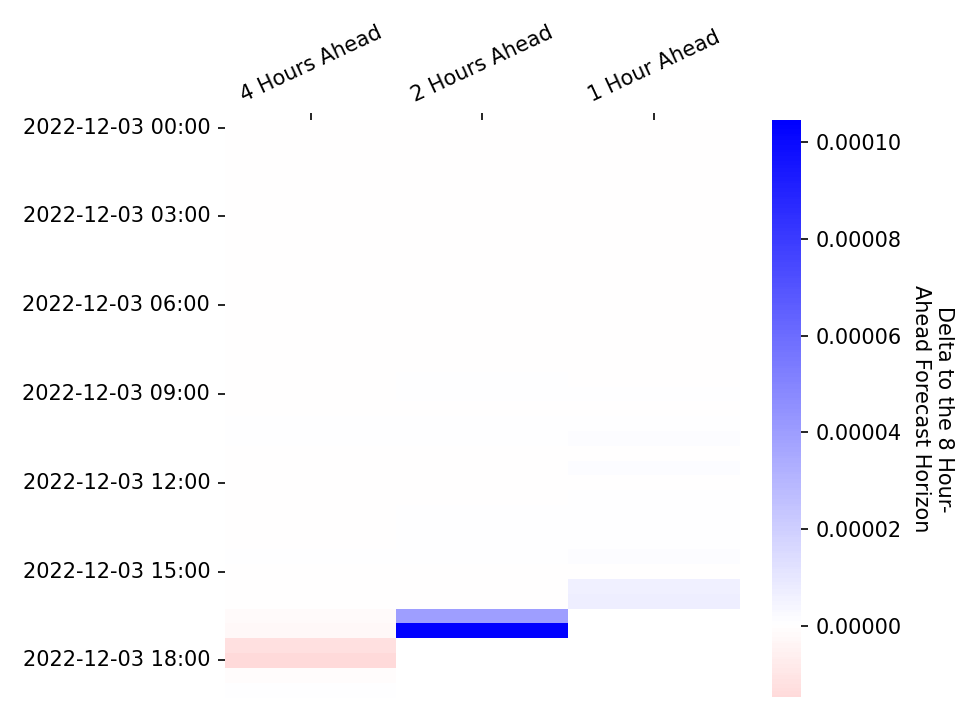 4 Hours Ahead
2 Hours Ahead
1 Hour Ahead
2022-12-03 00:00
2022-12-03 03:00
2022-12-03 06:00
2022-12-03 09:00
2022-12-03 12:00
2022-12-03 15:00
2022-12-03 18:00
0.00010
0.00008
0.00006
0.00004
0.00002
0.00000
Delta to the 8 Hour-
Ahead Forecast Horizon